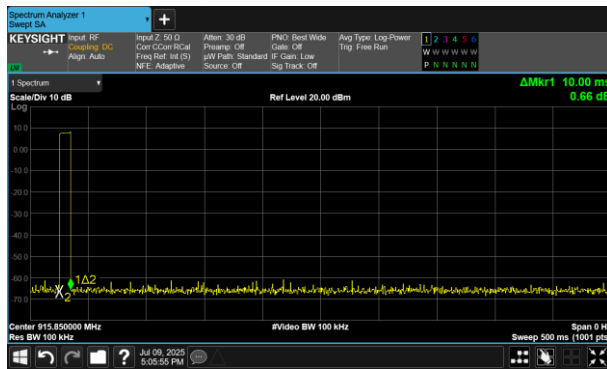 Spectrum Analyzer 1
Swept SA
+
KEYSIGHT Input: RF
Coupling: DC
Align: Auto
Input Z: 50 Ω
Corr CCorr RCal
Freq Ref: Int (S)
NFE: Adaptive
Atten: 30 dB
Preamp: Off
µW Path: Standard
Source: Off
PNO: Best Wide
Gate: Off
IF Gain: Low
Sig Track: Off
Avg Type: Log-Power
Trig: Free Run
1 2 3 4 5 6
W W W W W W
P N N N N N
1 Spectrum
Scale/Div 10 dB
Ref Level 20.00 dBm
ΔMkr1 10.00 ms
0.66 dB
Log
10.0
0.00
-10.0
-20.0
-30.0
-40.0
-50.0
-60.0
-70.0
1Δ2
X2
Center 915.850000 MHz
#Video BW 100 kHz
Span 0 H
Res BW 100 kHz
Sweep 500 ms (1001 pts
? Jul 09, 2025
5:05:55 PM